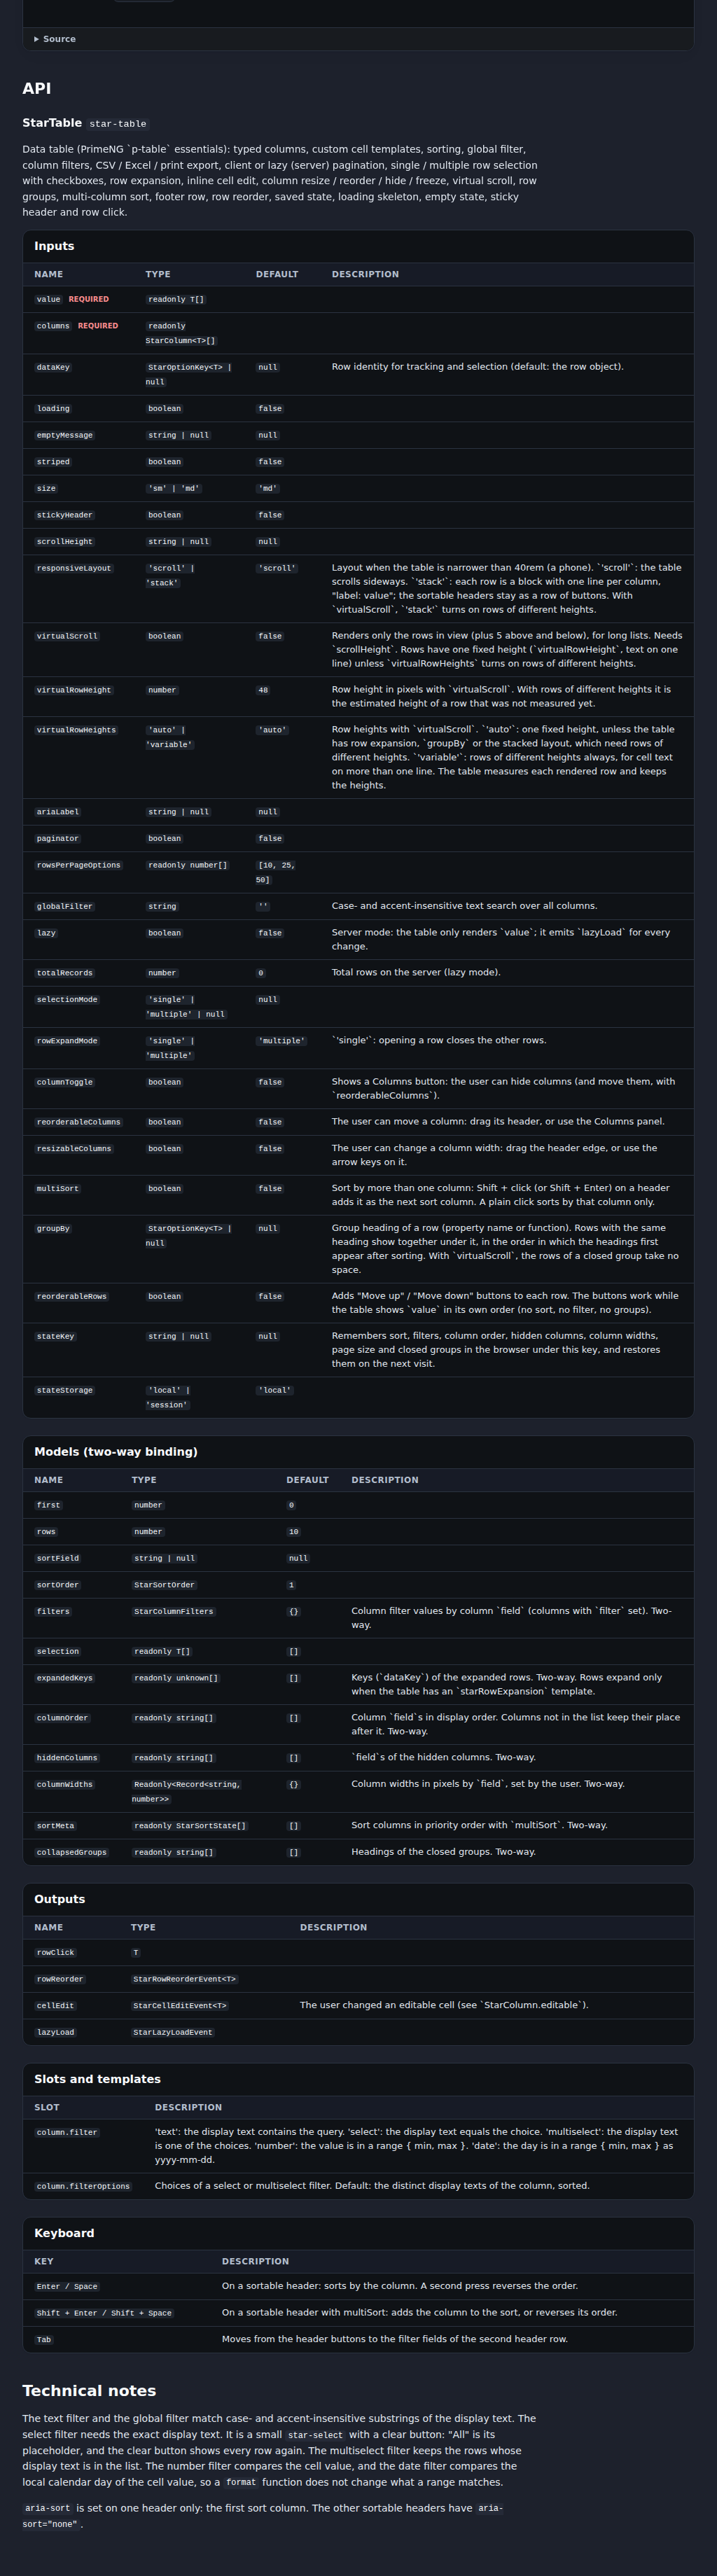 ▶ Source
API
StarTable star-table
Data table (PrimeNG `p-table` essentials): typed columns, custom cell templates, sorting, global filter,
column filters, CSV / Excel / print export, client or lazy (server) pagination, single / multiple row selection
with checkboxes, row expansion, inline cell edit, column resize / reorder / hide / freeze, virtual scroll, row
groups, multi-column sort, footer row, row reorder, saved state, loading skeleton, empty state, sticky
header and row click.
Inputs
NAME TYPE DEFAULT DESCRIPTION
value REQUIRED readonly T[]
columns REQUIRED readonly
StarColumn<T>[]
dataKey StarOptionKey<T> | null Row identity for tracking and selection (default: the row object).
null
loading boolean false
emptyMessage string | null null
striped boolean false
size 'sm' | 'md' 'md'
stickyHeader boolean false
scrollHeight string | null null
responsiveLayout 'scroll' | 'scroll' Layout when the table is narrower than 40rem (a phone). `'scroll'`: the table
'stack' scrolls sideways. `'stack'`: each row is a block with one line per column,
"label: value"; the sortable headers stay as a row of buttons. With
`virtualScroll`, `'stack'` turns on rows of different heights.
virtualScroll boolean false Renders only the rows in view (plus 5 above and below), for long lists. Needs
`scrollHeight`. Rows have one fixed height (`virtualRowHeight`, text on one
line) unless `virtualRowHeights` turns on rows of different heights.
virtualRowHeight number 48 Row height in pixels with `virtualScroll`. With rows of different heights it is
the estimated height of a row that was not measured yet.
virtualRowHeights 'auto' | 'auto' Row heights with `virtualScroll`. `'auto'`: one fixed height, unless the table
'variable' has row expansion, `groupBy` or the stacked layout, which need rows of
different heights. `'variable'`: rows of different heights always, for cell text
on more than one line. The table measures each rendered row and keeps
the heights.
ariaLabel string | null null
paginator boolean false
rowsPerPageOptions readonly number[] [10, 25,
50]
globalFilter string '' Case- and accent-insensitive text search over all columns.
lazy boolean false Server mode: the table only renders `value`; it emits `lazyLoad` for every
change.
totalRecords number 0 Total rows on the server (lazy mode).
selectionMode 'single' | null
'multiple' | null
rowExpandMode 'single' | 'multiple' `'single'`: opening a row closes the other rows.
'multiple'
columnToggle boolean false Shows a Columns button: the user can hide columns (and move them, with
`reorderableColumns`).
reorderableColumns boolean false The user can move a column: drag its header, or use the Columns panel.
resizableColumns boolean false The user can change a column width: drag the header edge, or use the
arrow keys on it.
multiSort boolean false Sort by more than one column: Shift + click (or Shift + Enter) on a header
adds it as the next sort column. A plain click sorts by that column only.
groupBy StarOptionKey<T> | null Group heading of a row (property name or function). Rows with the same
null heading show together under it, in the order in which the headings first
appear after sorting. With `virtualScroll`, the rows of a closed group take no
space.
reorderableRows boolean false Adds "Move up" / "Move down" buttons to each row. The buttons work while
the table shows `value` in its own order (no sort, no filter, no groups).
stateKey string | null null Remembers sort, filters, column order, hidden columns, column widths,
page size and closed groups in the browser under this key, and restores
them on the next visit.
stateStorage 'local' | 'local'
'session'
Models (two-way binding)
NAME TYPE DEFAULT DESCRIPTION
first number 0
rows number 10
sortField string | null null
sortOrder StarSortOrder 1
filters StarColumnFilters {} Column filter values by column `field` (columns with `filter` set). Two-
way.
selection readonly T[] []
expandedKeys readonly unknown[] [] Keys (`dataKey`) of the expanded rows. Two-way. Rows expand only
when the table has an `starRowExpansion` template.
columnOrder readonly string[] [] Column `field`s in display order. Columns not in the list keep their place
after it. Two-way.
hiddenColumns readonly string[] [] `field`s of the hidden columns. Two-way.
columnWidths Readonly<Record<string, {} Column widths in pixels by `field`, set by the user. Two-way.
number>>
sortMeta readonly StarSortState[] [] Sort columns in priority order with `multiSort`. Two-way.
collapsedGroups readonly string[] [] Headings of the closed groups. Two-way.
Outputs
NAME TYPE DESCRIPTION
rowClick T
rowReorder StarRowReorderEvent<T>
cellEdit StarCellEditEvent<T> The user changed an editable cell (see `StarColumn.editable`).
lazyLoad StarLazyLoadEvent
Slots and templates
SLOT DESCRIPTION
column.filter 'text': the display text contains the query. 'select': the display text equals the choice. 'multiselect': the display text
is one of the choices. 'number': the value is in a range { min, max }. 'date': the day is in a range { min, max } as
yyyy-mm-dd.
column.filterOptions Choices of a select or multiselect filter. Default: the distinct display texts of the column, sorted.
Keyboard
KEY DESCRIPTION
Enter / Space On a sortable header: sorts by the column. A second press reverses the order.
Shift + Enter / Shift + Space On a sortable header with multiSort: adds the column to the sort, or reverses its order.
Tab Moves from the header buttons to the filter fields of the second header row.
Technical notes
The text filter and the global filter match case- and accent-insensitive substrings of the display text. The
select filter needs the exact display text. It is a small star-select with a clear button: "All" is its
placeholder, and the clear button shows every row again. The multiselect filter keeps the rows whose
display text is in the list. The number filter compares the cell value, and the date filter compares the
local calendar day of the cell value, so a format function does not change what a range matches.
aria-sort is set on one header only: the first sort column. The other sortable headers have aria-
sort="none" .